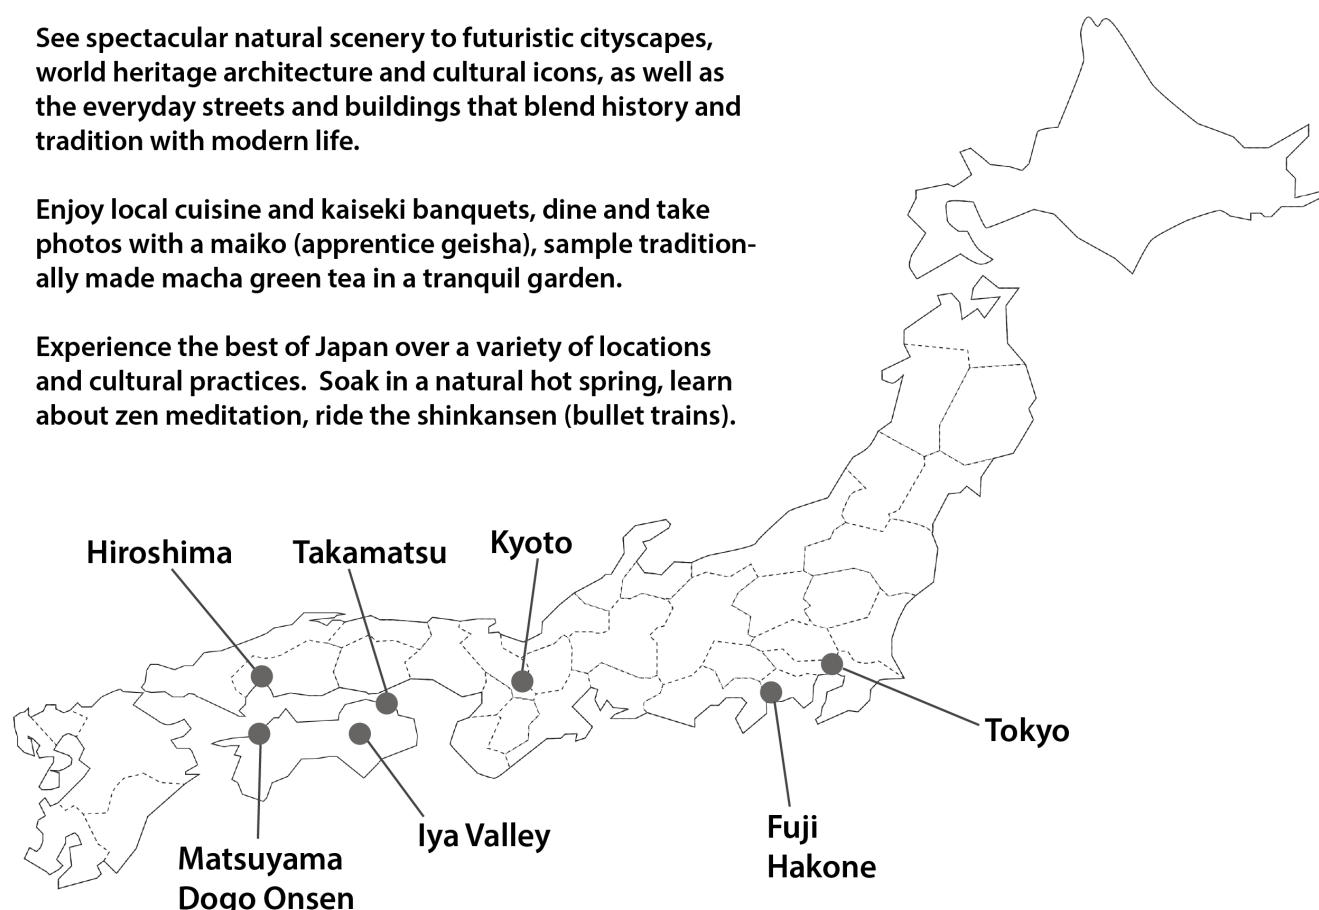 See spectacular natural scenery to futuristic cityscapes,
world heritage architecture and cultural icons, as well as
the everyday streets and buildings that blend history and
tradition with modern life.
Enjoy local cuisine and kaiseki banquets, dine and take
photos with a maiko (apprentice geisha), sample tradition-
ally made macha green tea in a tranquil garden.
Experience the best of Japan over a variety of locations
and cultural practices.  Soak in a natural hot spring, learn
about zen meditation, ride the shinkansen (bullet trains).
Hiroshima
Takamatsu
Kyoto
Tokyo
Iya Valley
Fuji
Hakone
Matsuyama
Dogo Onsen